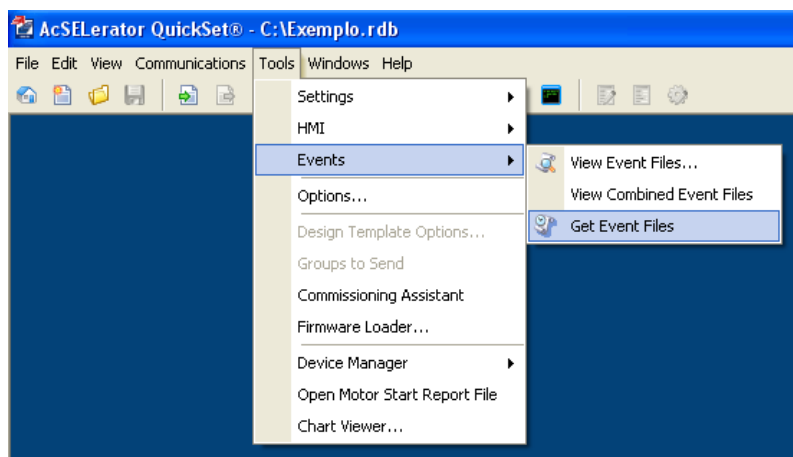 AcSELerator QuickSet® - C:\Exemplo.rdb
File Edit View Communications Tools Windows Help
Settings
HMI
Events
View Event Files...
Options...
View Combined Event Files
Design Template Options...
Get Event Files
Groups to Send
Commissioning Assistant
Firmware Loader...
Device Manager
Open Motor Start Report File
Chart Viewer...